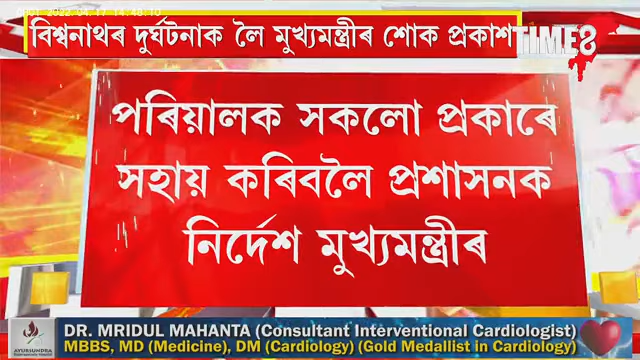 বিশ্বনাথৰ দুৰ্ঘটনাক লৈ মুখ্যমন্ত্ৰীৰ শোক প্ৰকাশ
TIME8
পৰিয়ালক সকলো প্ৰকাৰে
সহায় কৰিবলৈ প্ৰশাসনক
নিৰ্দেশ মুখ্যমন্ত্ৰীৰ
AYURSUNDRA
DR. MRIDUL MAHANTA (Consultant Interventional Cardiologist)
MBBS, MD (Medicine), DM (Cardiology) (Gold Medallist in Cardiology)